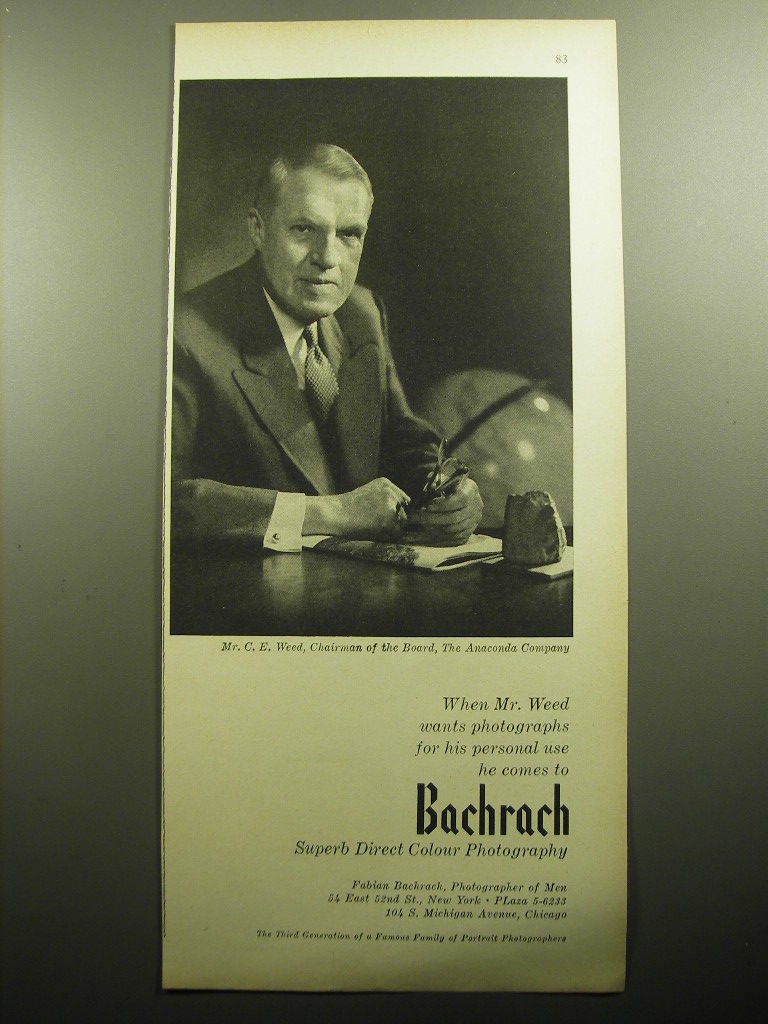 83
Mr. C. E. Weed, Chairman of the Board, The Anaconda Company
When Mr. Weed
wants photographs
for his personal use
he comes to
Bachrach
Superb Direct Colour Photography
Fabian Bachrach, Photographer of Men
54 East 52nd St., New York • PLaza 5-6233
104 S. Michigan Avenue, Chicago
The Third Generation of a Famous Family of Portrait Photographers